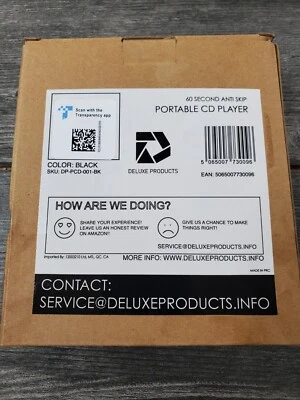 Scan with the
Transparency app
60 SECOND ANTI SKIP
PORTABLE CD PLAYER
COLOR: BLACK
SKU: DP-PCD-001-BK
DELUXE PRODUCTS
5 065007 730096
EAN: 5065007730096
HOW ARE WE DOING?
SHARE YOUR EXPERIENCE!
LEAVE US AN HONEST REVIEW
ON AMAZON!
GIVE US A CHANCE TO MAKE
THINGS RIGHT!
SERVICE@DELUXEPRODUCTS.INFO
MORE INFO: WWW.DELUXEPRODUCTS.INFO
MADE IN PRC
CONTACT:
SERVICE@DELUXEPRODUCTS.INFO